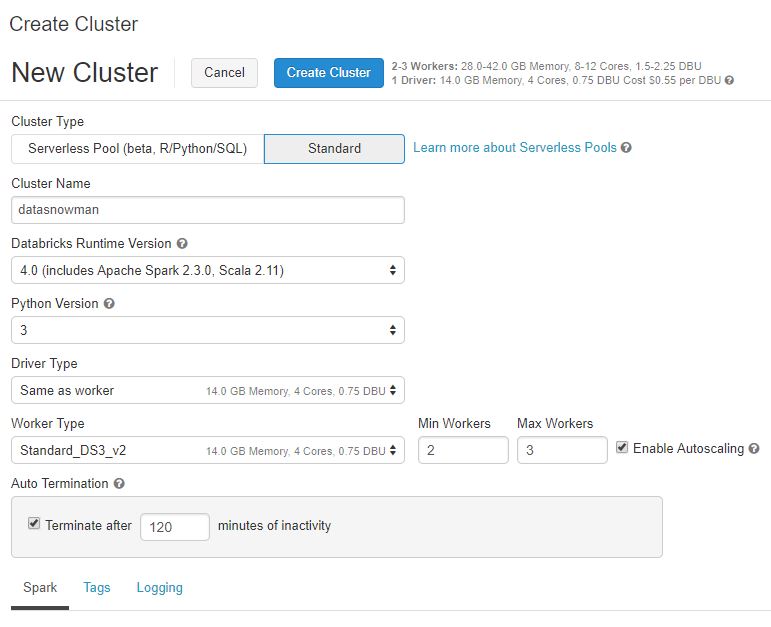 Create Cluster
New Cluster Cancel Create Cluster 2-3 Workers: 28.0-42.0 GB Memory, 8-12 Cores, 1.5-2.25 DBU
1 Driver: 14.0 GB Memory, 4 Cores, 0.75 DBU Cost $0.55 per DBU ?
Cluster Type
Serverless Pool (beta, R/Python/SQL) Standard Learn more about Serverless Pools ?
Cluster Name
datasnowman
Databricks Runtime Version ?
4.0 (includes Apache Spark 2.3.0, Scala 2.11)
Python Version ?
3
Driver Type
Same as worker 14.0 GB Memory, 4 Cores, 0.75 DBU
Worker Type Min Workers Max Workers
Standard_DS3_v2 14.0 GB Memory, 4 Cores, 0.75 DBU 2 3 Enable Autoscaling ?
Auto Termination ?
Terminate after 120 minutes of inactivity
Spark Tags Logging